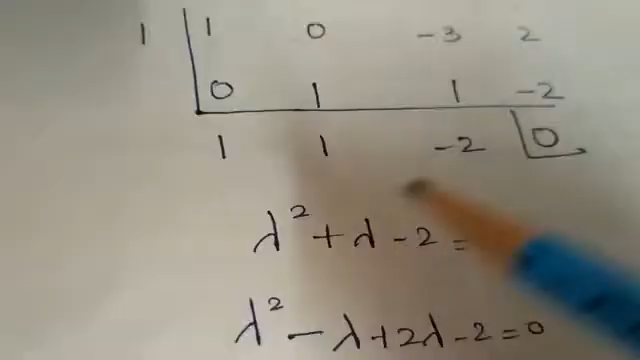 1 | 1 0 -3 2
0 1 1 -2
1 1 -2 |0
λ² + λ - 2 =
λ² - λ + 2λ - 2 = 0